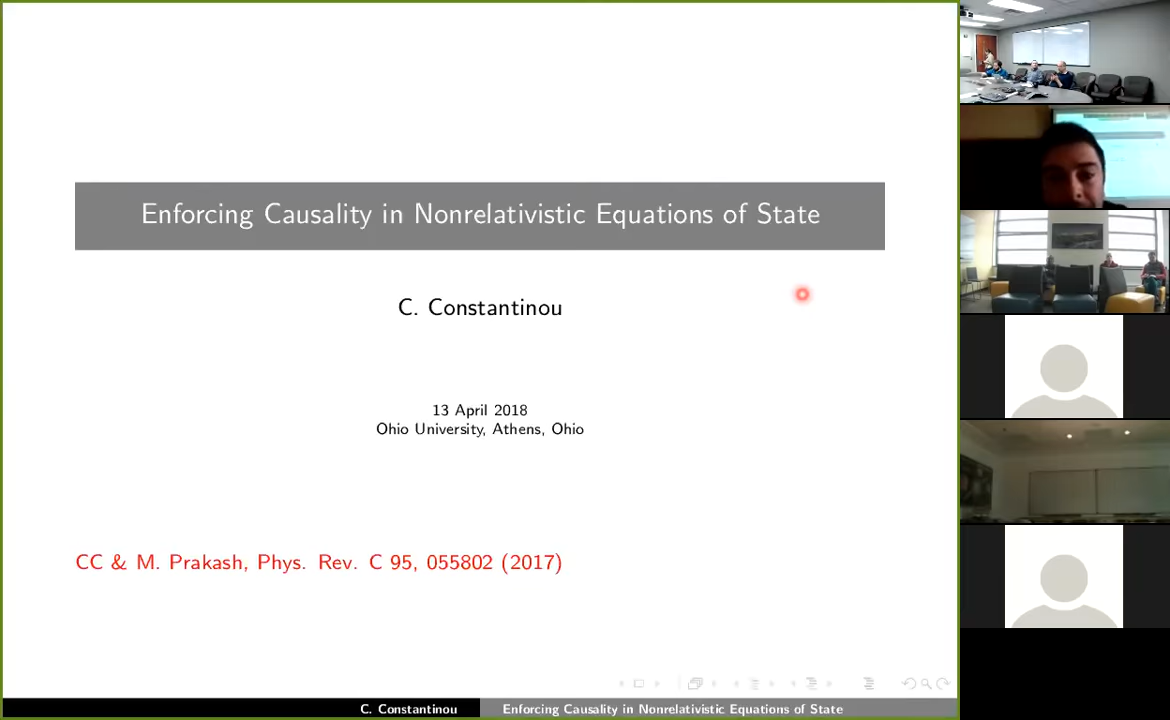 Enforcing Causality in Nonrelativistic Equations of State
C. Constantinou
13 April 2018
Ohio University, Athens, Ohio
CC & M. Prakash, Phys. Rev. C 95, 055802 (2017)
C. Constantinou
Enforcing Causality in Nonrelativistic Equations of State